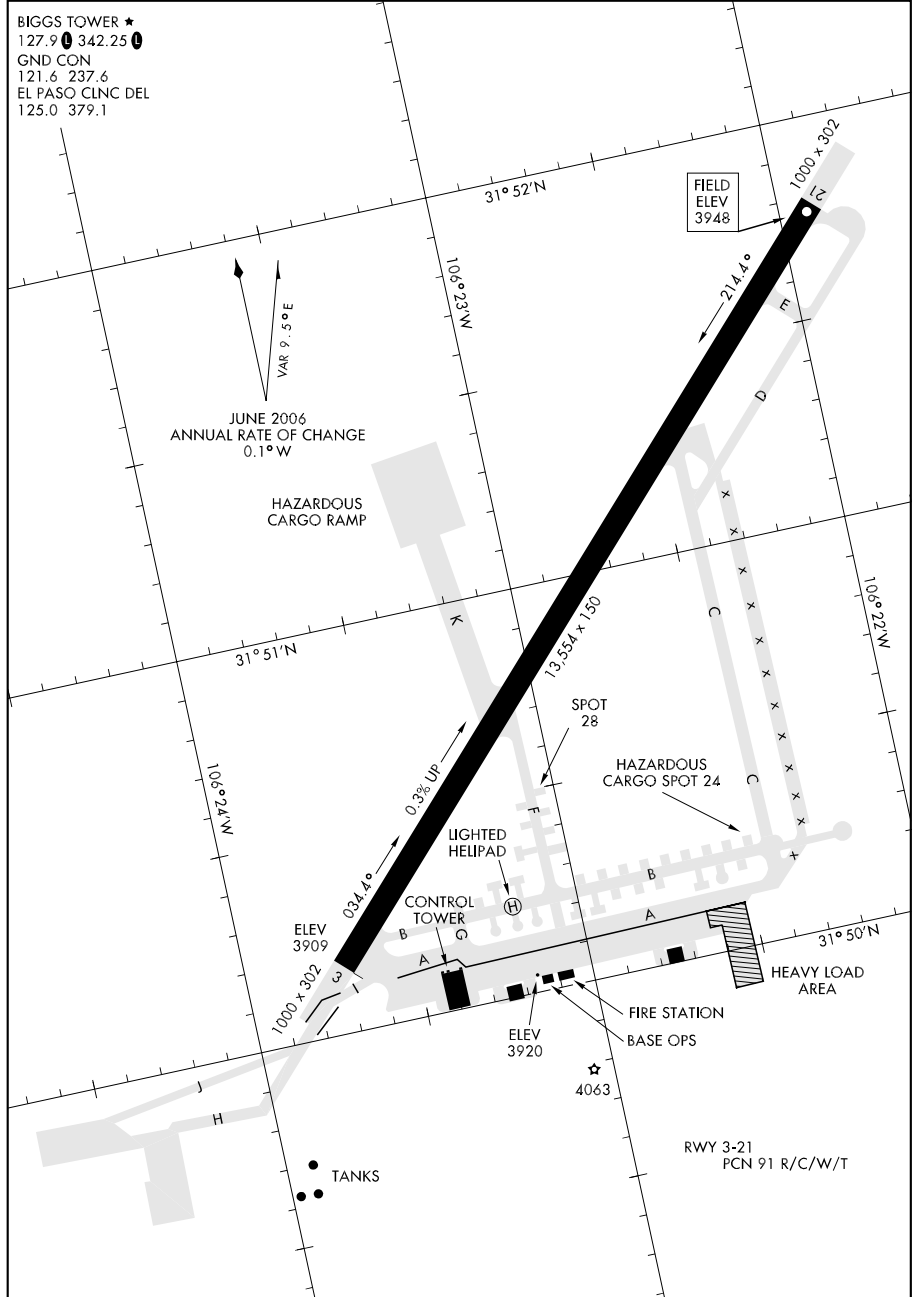 BIGGS TOWER ★
127.9 L 342.25 L
GND CON
121.6 237.6
EL PASO CLNC DEL
125.0 379.1
1000 x 302
21
31°52'N
FIELD
ELEV
3948
106°23'W
214.4°
E
VAR 9.5°E
D
JUNE 2006
ANNUAL RATE OF CHANGE
0.1° W
HAZARDOUS
CARGO RAMP
x x x x x x x x x x x
106°22'W
K
C
13,554 x 150
31°51'N
SPOT
28
106°24'W
0.3% UP
HAZARDOUS
CARGO SPOT 24
C
F
LIGHTED
HELIPAD
034.4°
B
H
CONTROL
TOWER
A
ELEV
3909
B
G
A
31°50'N
3
I
1000 x 302
HEAVY LOAD
AREA
FIRE STATION
BASE OPS
ELEV
3920
4063
J
H
RWY 3-21
PCN 91 R/C/W/T
TANKS